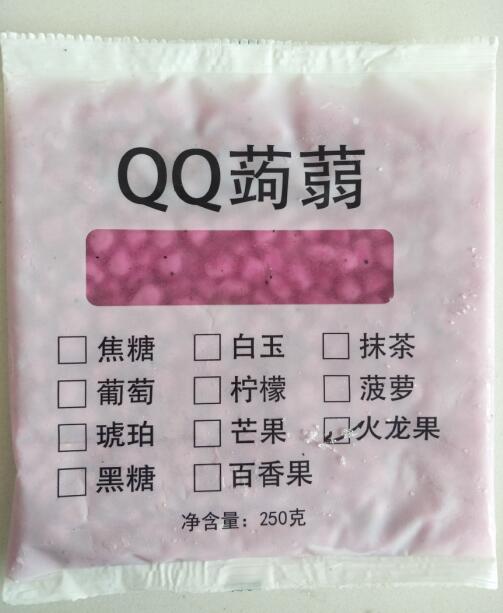 QQ蒟蒻
□ 焦糖 □ 白玉 □ 抹茶
□ 葡萄 □ 柠檬 □ 菠萝
□ 琥珀 □ 芒果 ☑ 火龙果
□ 黑糖 □ 百香果
净含量：250克